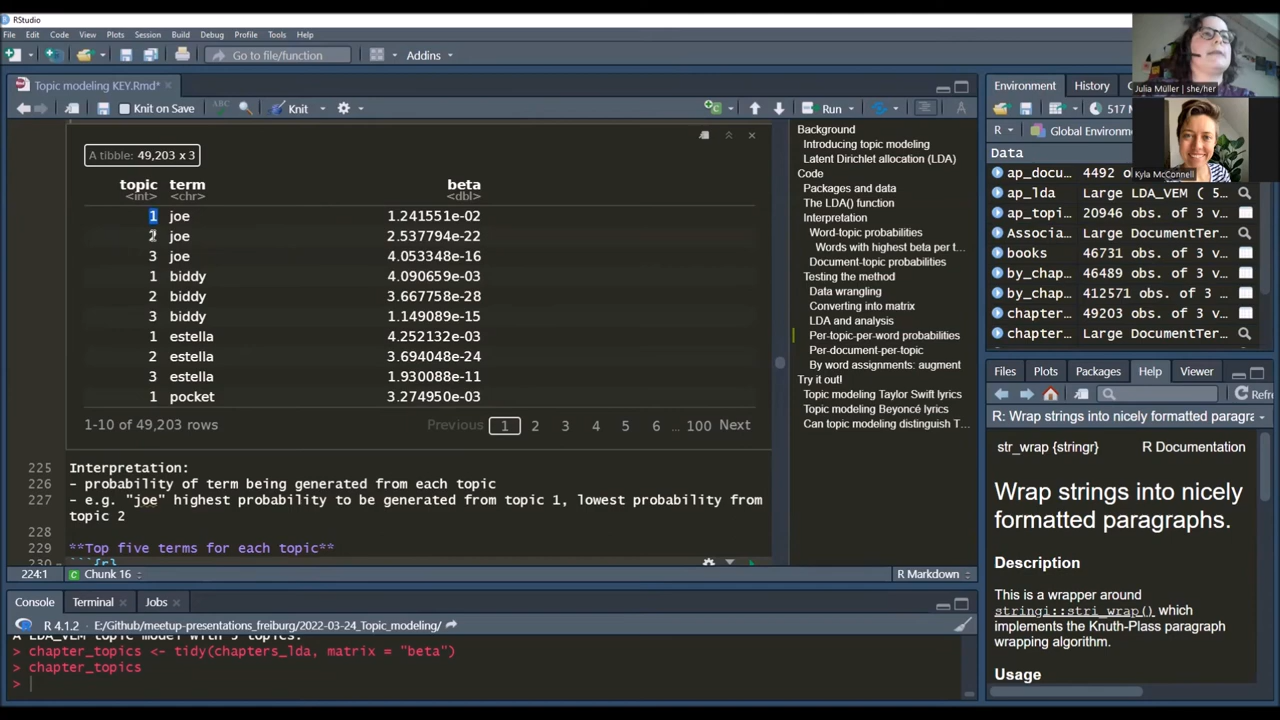 RStudio
File Edit Code View Plots Session Build Debug Profile Tools Help
Go to file/function
Addins
Topic modeling KEY.Rmd*
Knit on Save
ABC
Knit
Run
A tibble: 49,203 x 3
topic term beta
<int> <chr> <dbl>
1 joe 1.241551e-02
2 joe 2.537794e-22
3 joe 4.053348e-16
1 biddy 4.090659e-03
2 biddy 3.667758e-28
3 biddy 1.149089e-15
1 estella 4.252132e-03
2 estella 3.694048e-24
3 estella 1.930088e-11
1 pocket 3.274950e-03
1-10 of 49,203 rows
Previous 1 2 3 4 5 6 ... 100 Next
225 Interpretation:
226 - probability of term being generated from each topic
227 - e.g. "joe" highest probability to be generated from topic 1, lowest probability from
topic 2
228
229 **Top five terms for each topic**
230 ```{r}
224:1
Chunk 16
R Markdown
Background
Introducing topic modeling
Latent Dirichlet allocation (LDA)
Code
Packages and data
The LDA() function
Interpretation
Word-topic probabilities
Words with highest beta per t...
Document-topic probabilities
Testing the method
Data wrangling
Converting into matrix
LDA and analysis
Per-topic-per-word probabilities
Per-document-per-topic
By word assignments: augment
Try it out!
Topic modeling Taylor Swift lyrics
Topic modeling Beyoncé lyrics
Can topic modeling distinguish T...
Console Terminal Jobs
R 4.1.2 · E:/Github/meetup-presentations_freiburg/2022-03-24_Topic_modeling/
A LDA_VEM topic model with 3 topics.
> chapter_topics <- tidy(chapters_lda, matrix = "beta")
> chapter_topics
>
Environment History
517 M
R
Global Environme
Data
ap_docu... 4492 obs. of 3 v...
ap_lda Large LDA_VEM ( 5...
ap_topi... 20946 obs. of 3 v...
Associa... Large DocumentTer...
books 46723 obs. of 3 v...
by_chap... 46489 obs. of 3 v...
by_chap... 412571 obs. of 3 v...
chapter... 49203 obs. of 3 v...
chapter... Large DocumentTer...
Julia Müller | she/her
Kyla McConnell
Files Plots Packages Help Viewer
Refre
R: Wrap strings into nicely formatted paragra
str_wrap {stringr} R Documentation
Wrap strings into nicely
formatted paragraphs.
Description
This is a wrapper around
stringi::stri_wrap() which
implements the Knuth-Plass paragraph
wrapping algorithm.
Usage